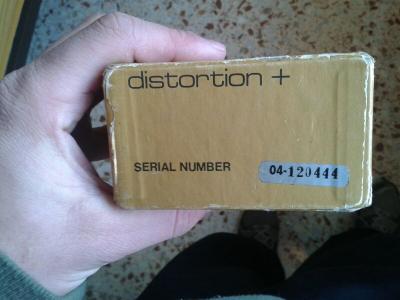 distortion +
SERIAL NUMBER 04-120444